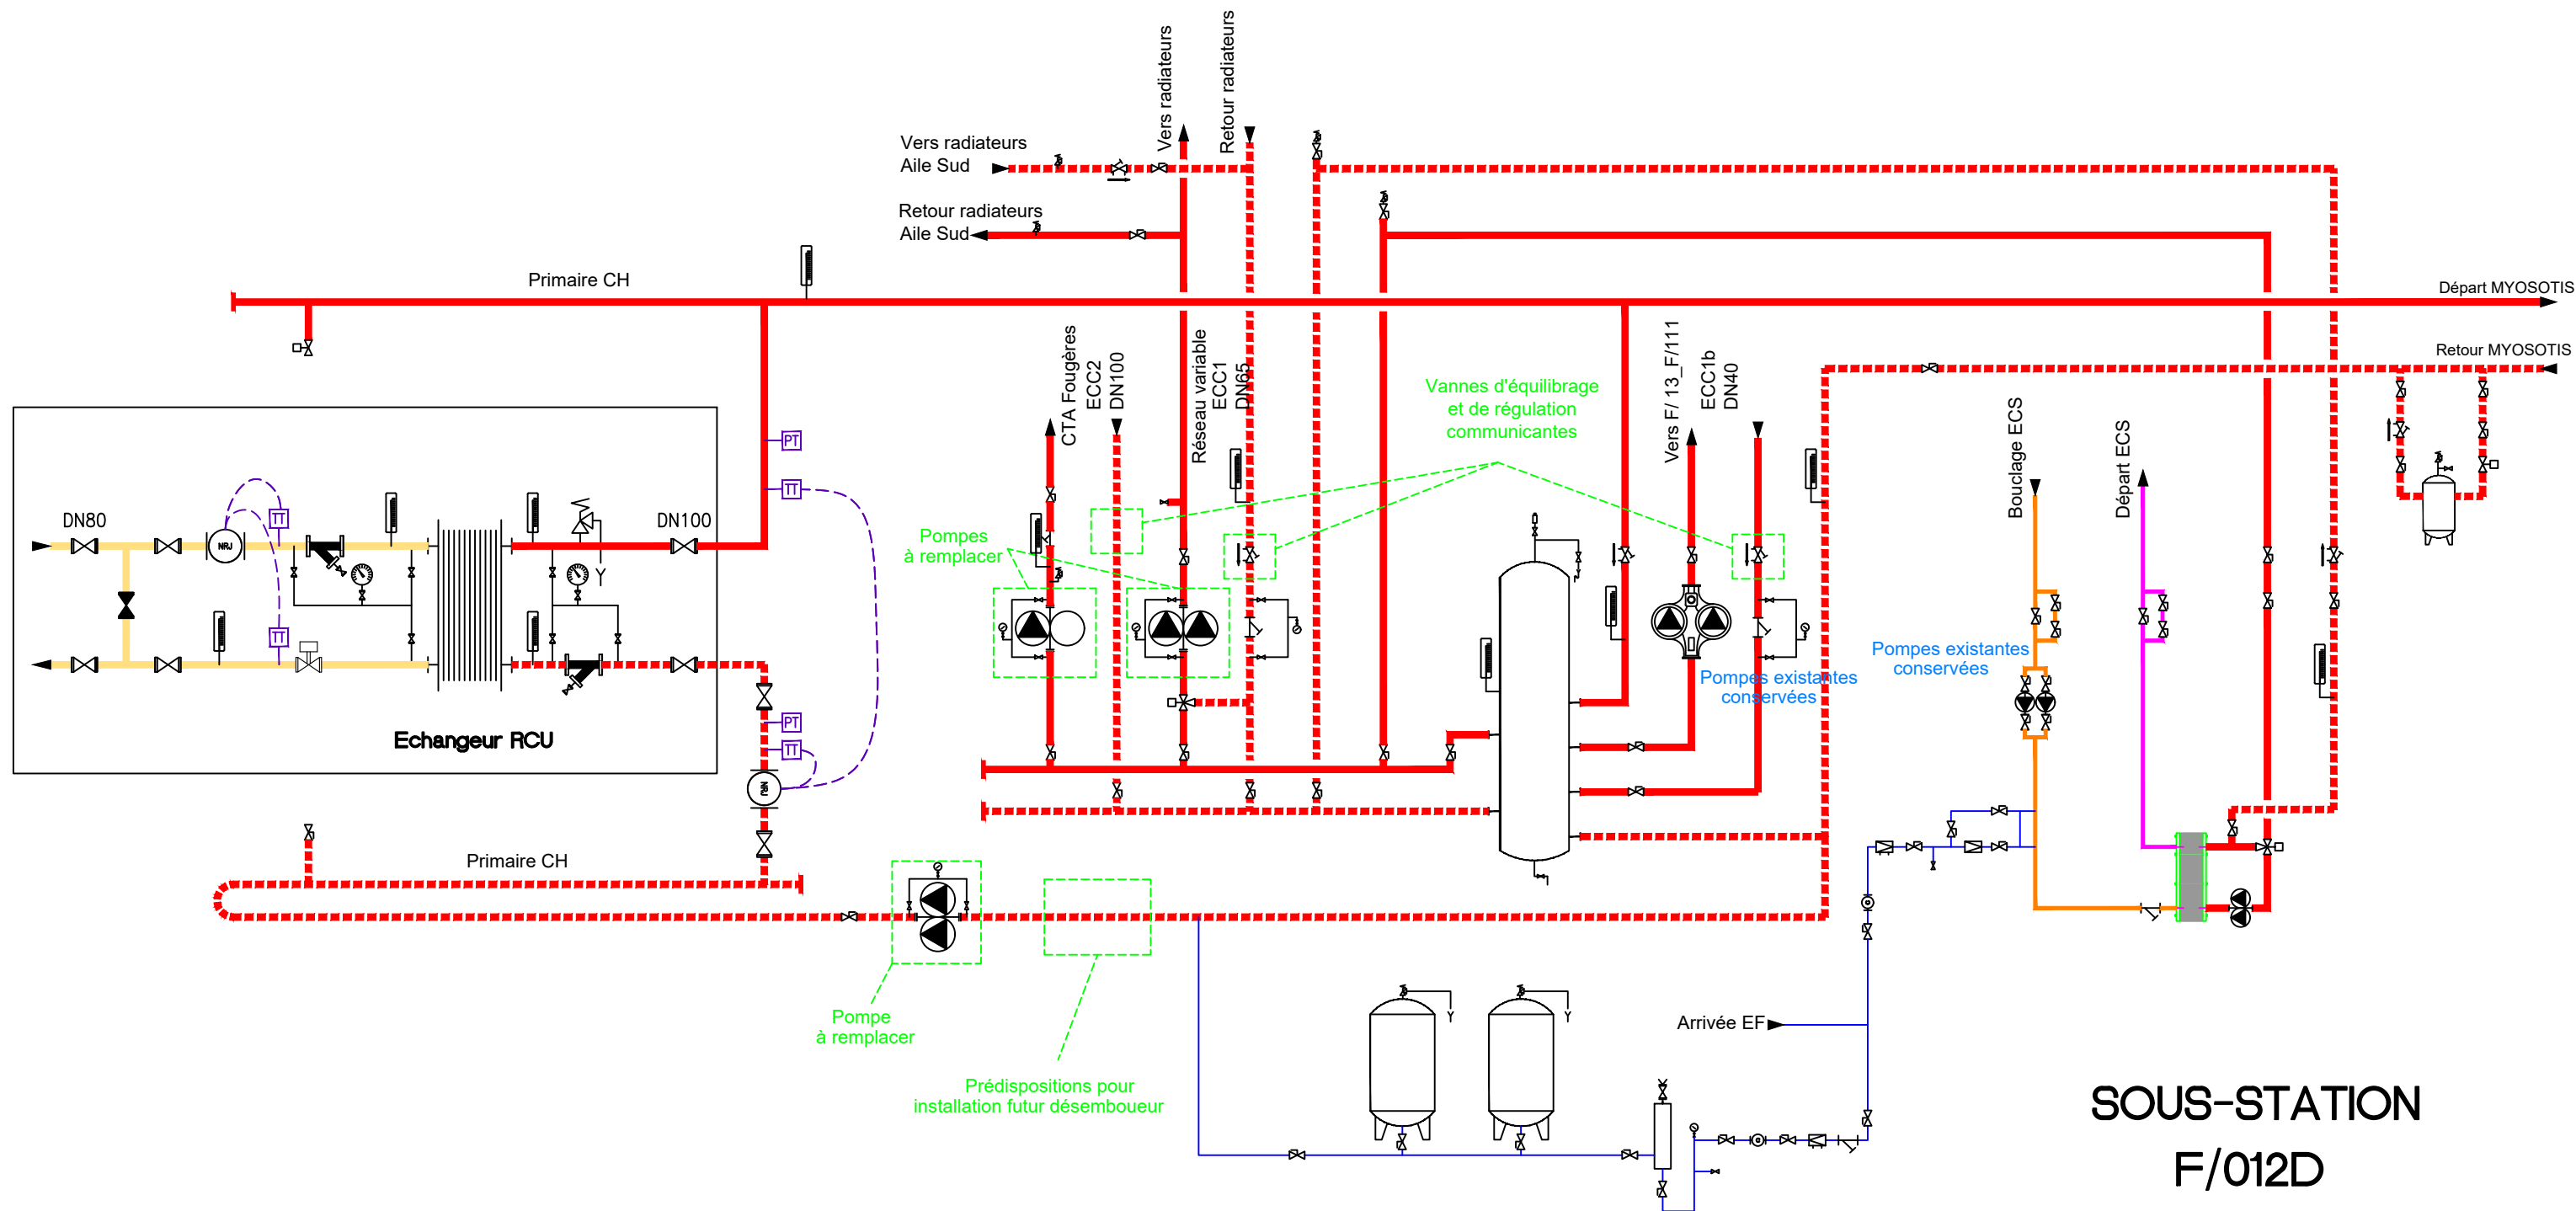 Vers radiateurs
Retour radiateurs
Vers radiateurs
Aile Sud
Retour radiateurs
Aile Sud
Primaire CH
Départ MYOSOTIS
Retour MYOSOTIS
CTA Fougères
ECC2
DN100
Réseau variable
ECC1
DN65
Vannes d'équilibrage
et de régulation
communicantes
Vers F/ 13_F/111
ECC1b
DN40
Bouclage ECS
Départ ECS
PT
TT
DN80
TT
NRJ
DN100
Pompes
à remplacer
TT
Pompes existantes
conservées
Pompes existantes
conservées
PT
TT
Echangeur RCU
NRJ
Primaire CH
Pompe
à remplacer
Arrivée EF
Prédispositions pour
installation futur désemboueur
SOUS-STATION
F/012D